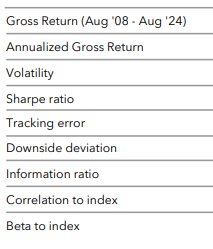 Gross Return (Aug '08 - Aug '24)
Annualized Gross Return
Volatility
Sharpe ratio
Tracking error
Downside deviation
Information ratio
Correlation to index
Beta to index